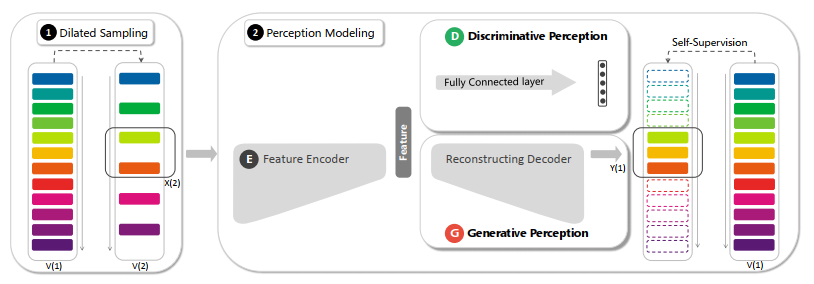 1 Dilated Sampling
2 Perception Modeling
D Discriminative Perception
Self-Supervision
Fully Connected layer
Feature
E Feature Encoder
Reconstructing Decoder
X(2)
Y(1)
G Generative Perception
V(1)
V(2)
V(1)